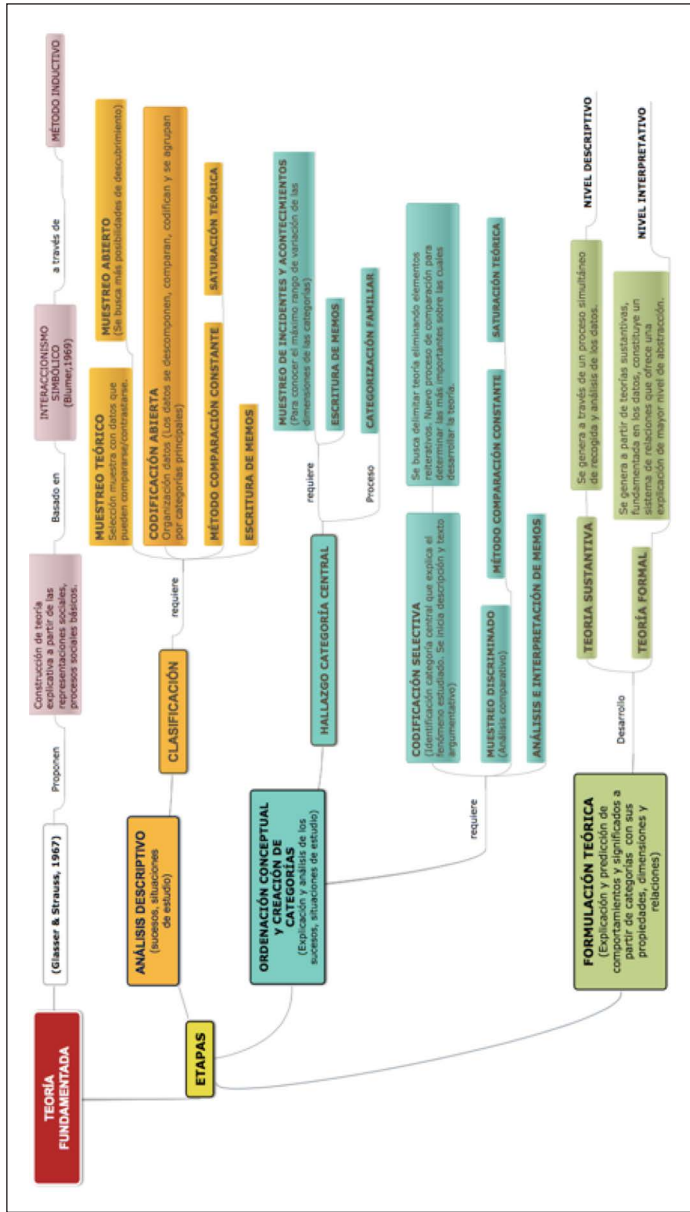 TEORÍA
FUNDAMENTADA
(Glasser & Strauss, 1967)
Proponen
Construcción de teoría
explicativa a partir de las
representaciones sociales,
procesos sociales básicos.
Basado en
INTERACCIONISMO
SIMBÓLICO
(Blumer,1969)
a través de
MÉTODO INDUCTIVO
ETAPAS
ANÁLISIS DESCRIPTIVO
(sucesos, situaciones
de estudio)
CLASIFICACIÓN
requiere
MUESTREO TEÓRICO
Selección muestra con datos que
pueden compararse/contrastarse.
MUESTREO ABIERTO
(Se busca más posibilidades de descubrimiento)
CODIFICACIÓN ABIERTA
Organización datos (Los datos se descomponen, comparan, codifican y se agrupan
por categorías principales)
MÉTODO COMPARACIÓN CONSTANTE
SATURACIÓN TEÓRICA
ESCRITURA DE MEMOS
ORDENACIÓN CONCEPTUAL
Y CREACIÓN DE
CATEGORÍAS
(Explicación y análisis de los
sucesos, situaciones de estudio)
HALLAZGO CATEGORÍA CENTRAL
requiere
MUESTREO DE INCIDENTES Y ACONTECIMIENTOS
(Para conocer el máximo rango de variación de las
dimensiones de las categorías)
ESCRITURA DE MEMOS
Proceso
CATEGORIZACIÓN FAMILIAR
requiere
CODIFICACIÓN SELECTIVA
(Identificación categoría central que explica el
fenómeno estudiado. Se inicia descripción y texto
argumentativo)
Se busca delimitar teoría eliminando elementos
reiterativos. Nuevo proceso de comparación para
determinar las más importantes sobre las cuales
desarrollar la teoría.
MUESTREO DISCRIMINADO
(Análisis comparativo)
MÉTODO COMPARACIÓN CONSTANTE
SATURACIÓN TEÓRICA
ANÁLISIS E INTERPRETACIÓN DE MEMOS
FORMULACIÓN TEÓRICA
(Explicación y predicción de
comportamientos y significados a
partir de categorías con sus
propiedades, dimensiones y
relaciones)
Desarrollo
TEORIA SUSTANTIVA
Se genera a través de un proceso simultáneo
de recogida y análisis de los datos.
NIVEL DESCRIPTIVO
TEORÍA FORMAL
Se genera a partir de teorías sustantivas,
fundamentada en los datos, constituye un
sistema de relaciones que ofrece una
explicación de mayor nivel de abstracción.
NIVEL INTERPRETATIVO